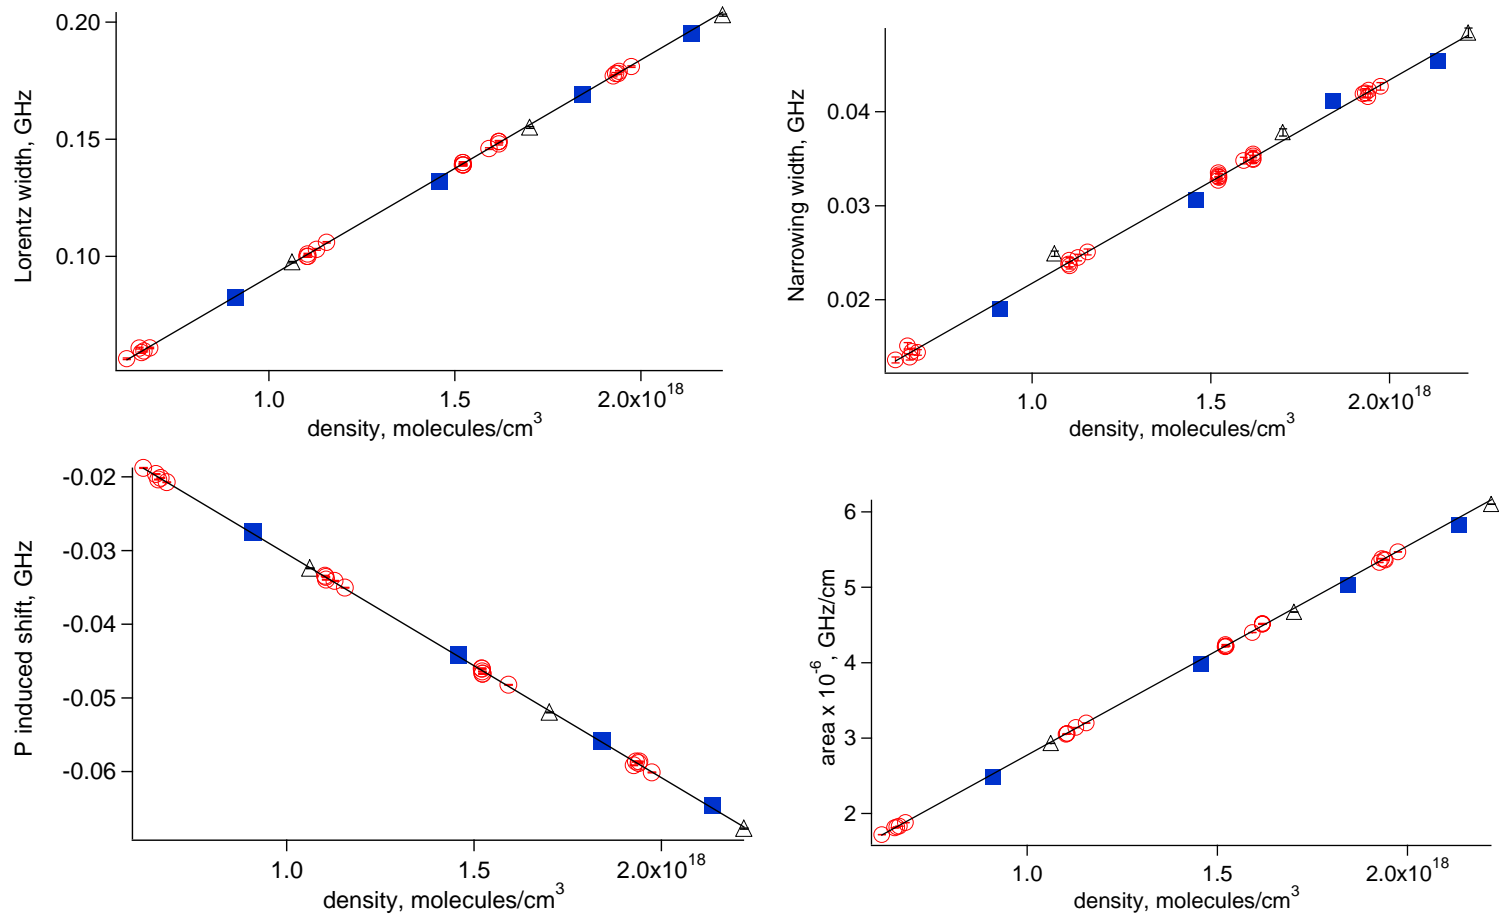 0.20
0.15
0.10
Lorentz width, GHz
1.0
1.5
2.0x10^18
density, molecules/cm^3
0.04
0.03
0.02
Narrowing width, GHz
1.0
1.5
2.0x10^18
density, molecules/cm^3
-0.02
-0.03
-0.04
-0.05
-0.06
P induced shift, GHz
1.0
1.5
2.0x10^18
density, molecules/cm^3
6
5
4
3
2
area x 10^-6, GHz/cm
1.0
1.5
2.0x10^18
density, molecules/cm^3